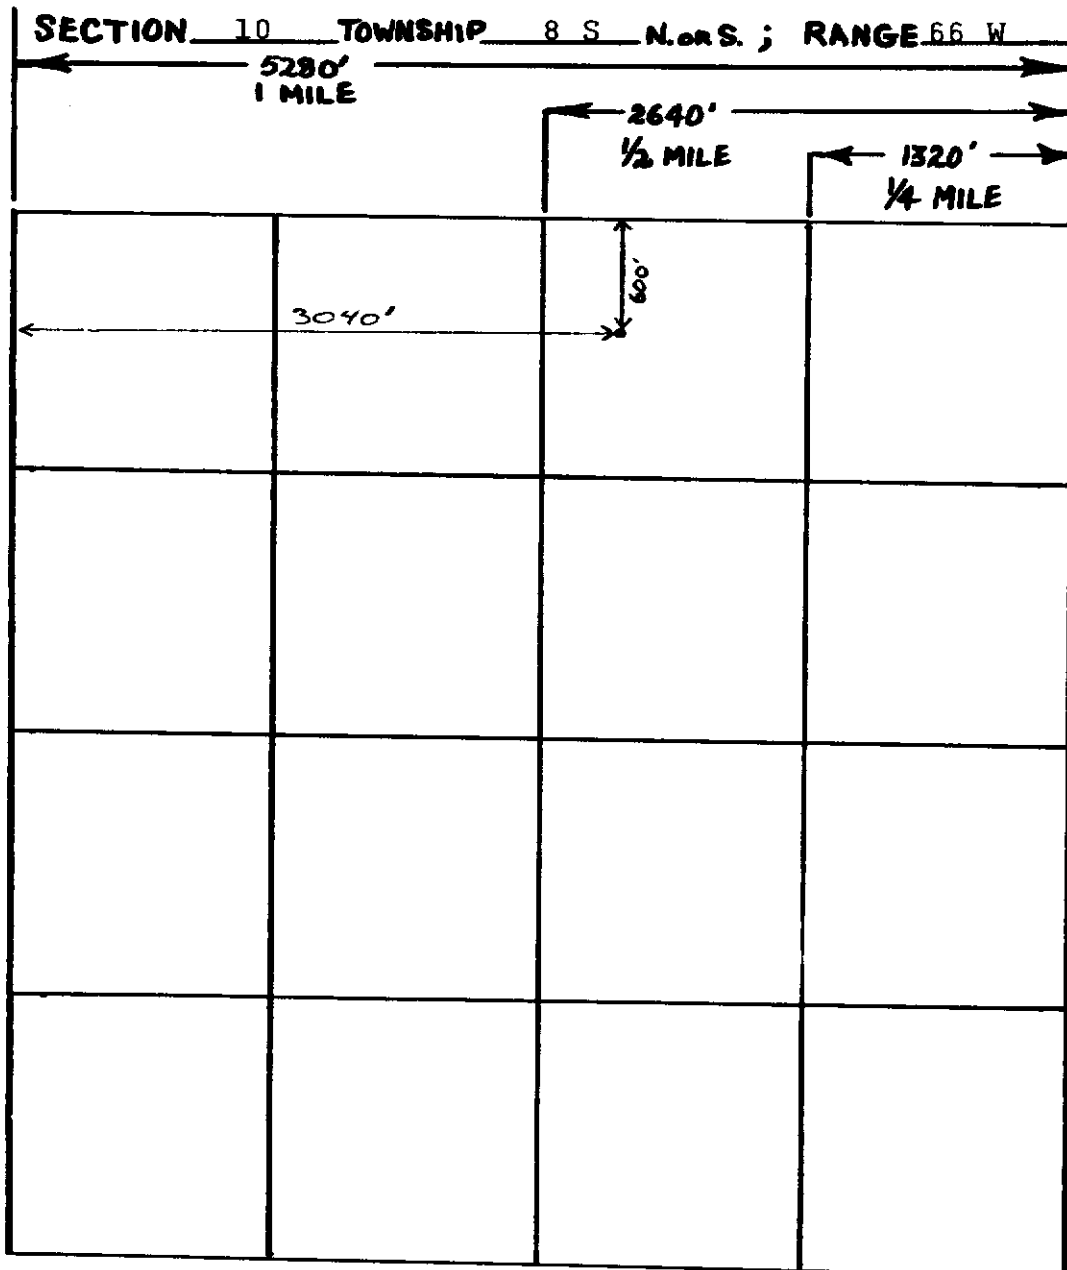 SECTION 10 TOWNSHIP 8 S N. OR S. ; RANGE 66 W
5280'
1 MILE
2640'
1/2 MILE
1320'
1/4 MILE
600'
3040'